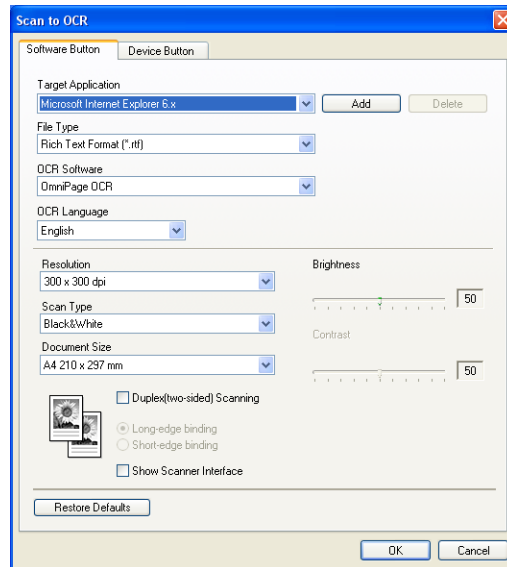 Scan to OCR
Software Button Device Button
Target Application
Microsoft Internet Explorer 6.x Add Delete
File Type
Rich Text Format (*.rtf)
OCR Software
OmniPage OCR
OCR Language
English
Resolution Brightness
300 x 300 dpi 50
Scan Type
Black&White Contrast
Document Size
A4 210 x 297 mm 50
Duplex(two-sided) Scanning
Long-edge binding
Short-edge binding
Show Scanner Interface
Restore Defaults
OK Cancel